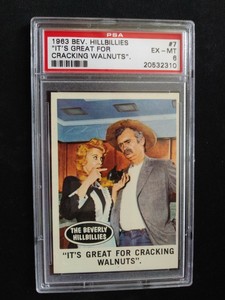 PSA
1963 BEV. HILLBILLIES #7
"IT'S GREAT FOR EX-MT
CRACKING WALNUTS". 6
20532310
THE BEVERLY
HILLBILLIES
"IT'S GREAT FOR CRACKING
WALNUTS".